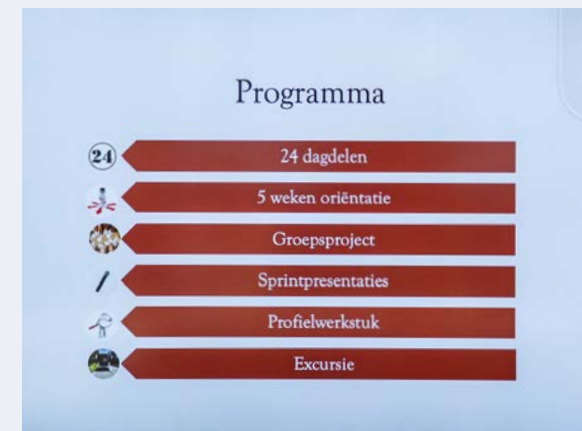 Programma
24
24 dagdelen
5 weken oriëntatie
Groepsproject
Sprintpresentaties
Profielwerkstuk
Excursie